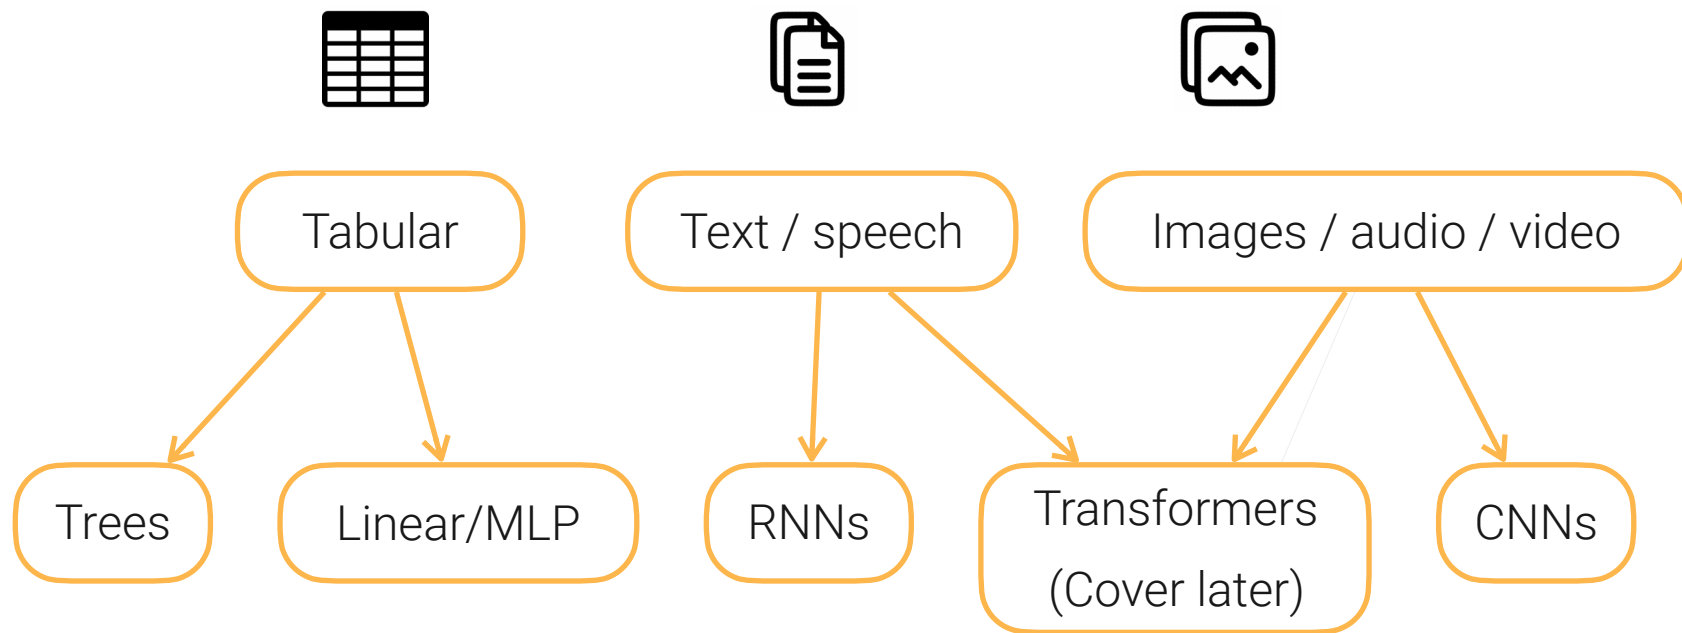 Tabular
Text / speech
Images / audio / video
Trees
Linear/MLP
RNNs
Transformers
(Cover later)
CNNs